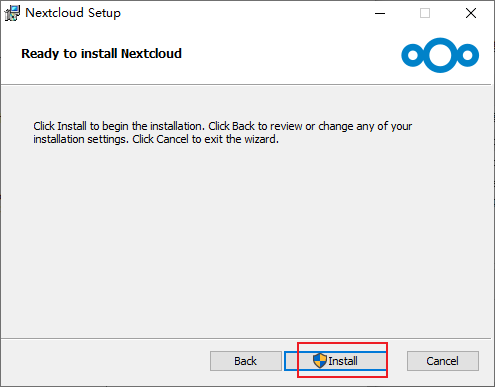 Nextcloud Setup
Ready to install Nextcloud
Click Install to begin the installation. Click Back to review or change any of your
installation settings. Click Cancel to exit the wizard.
Back
Install
Cancel